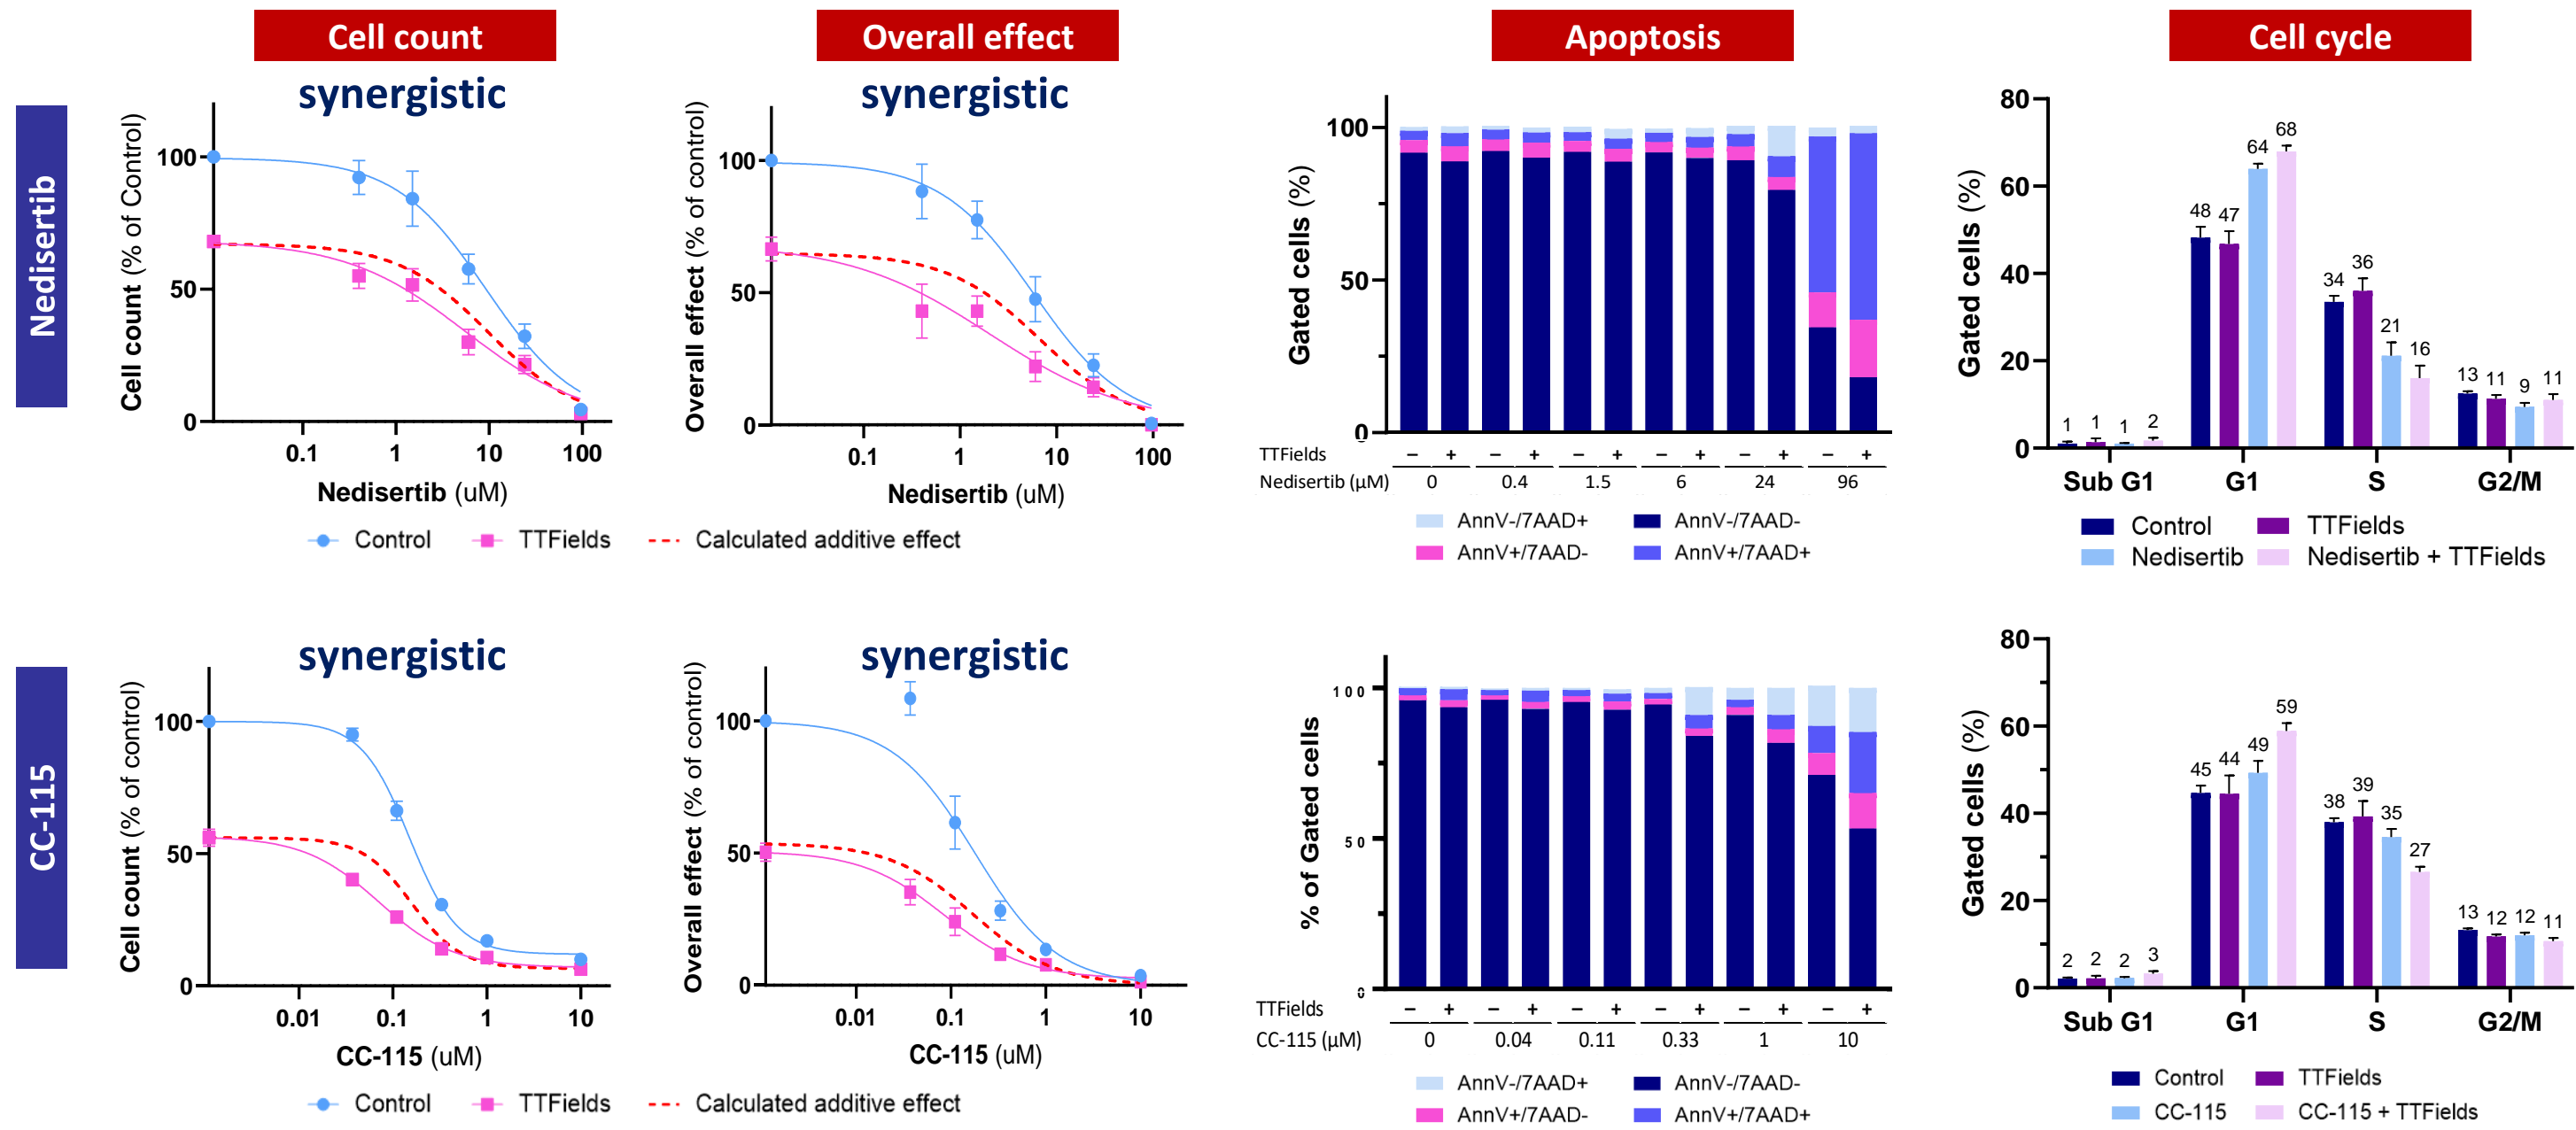 Cell count
Overall effect
Apoptosis
Cell cycle
Nedisertib
synergistic
Cell count (% of Control)
100
50
0
0.1 1 10 100
Nedisertib (uM)
synergistic
Overall effect (% of control)
100
50
0
0.1 1 10 100
Nedisertib (uM)
Control TTFields Calculated additive effect
Gated cells (%)
100
50
0
TTFields − + − + − + − + − + − +
Nedisertib (µM) 0 0.4 1.5 6 24 96
AnnV-/7AAD+ AnnV-/7AAD-
AnnV+/7AAD- AnnV+/7AAD+
Gated cells (%)
80
60
40
20
0
1 1 1 2
48 47 64 68
34 36 21 16
13 11 9 11
Sub G1 G1 S G2/M
Control TTFields
Nedisertib Nedisertib + TTFields
CC-115
synergistic
Cell count (% of control)
100
50
0
0.01 0.1 1 10
CC-115 (uM)
synergistic
Overall effect (% of control)
100
50
0
0.01 0.1 1 10
CC-115 (uM)
Control TTFields Calculated additive effect
% of Gated cells
100
50
0
TTFields − + − + − + − + − + − +
CC-115 (µM) 0 0.04 0.11 0.33 1 10
AnnV-/7AAD+ AnnV-/7AAD-
AnnV+/7AAD- AnnV+/7AAD+
Gated cells (%)
80
60
40
20
0
2 2 2 3
45 44 49 59
38 39 35 27
13 12 12 11
Sub G1 G1 S G2/M
Control TTFields
CC-115 CC-115 + TTFields